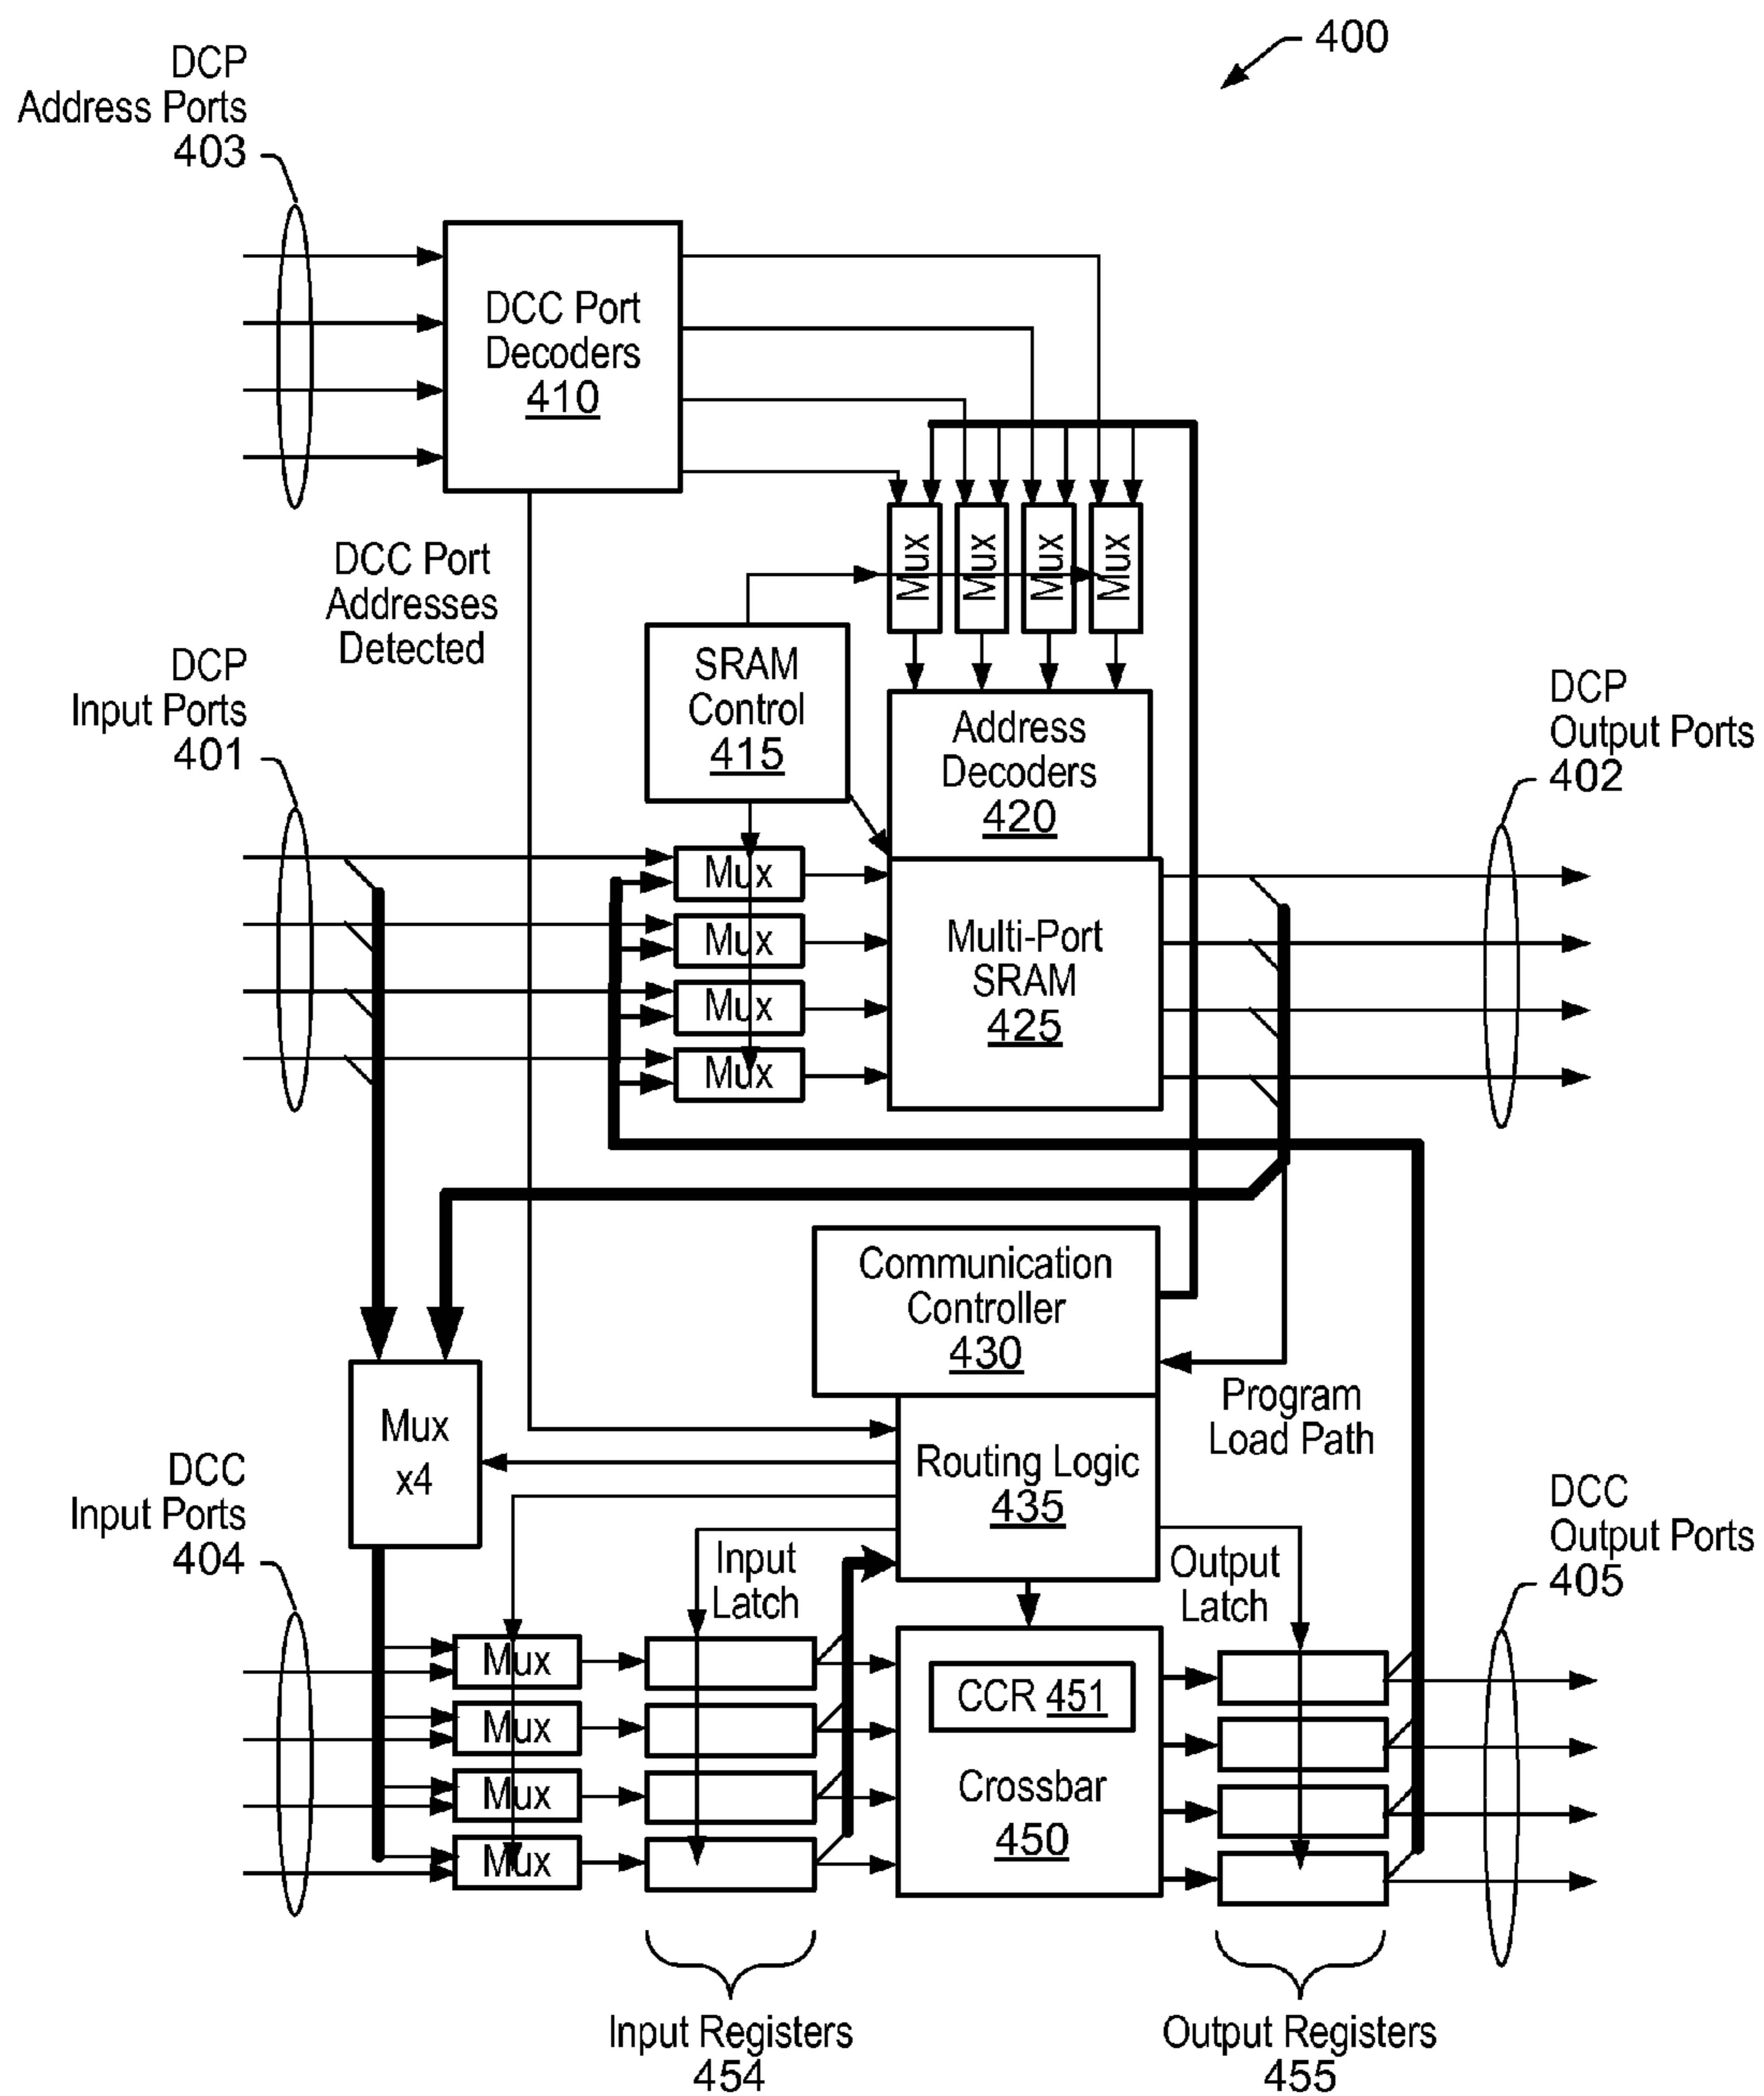 400
DCP
Address Ports
403
DCC Port
Decoders
410
Mux
Mux
Mux
Mux
DCC Port
Addresses
Detected
SRAM
Control
415
DCP
Input Ports
401
Address
Decoders
420
DCP
Output Ports
402
Mux
Mux
Mux
Mux
Multi-Port
SRAM
425
Communication
Controller
430
Program
Load Path
Mux
x4
Routing Logic
435
DCC
Input Ports
404
Input
Latch
Output
Latch
DCC
Output Ports
405
Mux
Mux
Mux
Mux
CCR 451
Crossbar
450
Input Registers
454
Output Registers
455